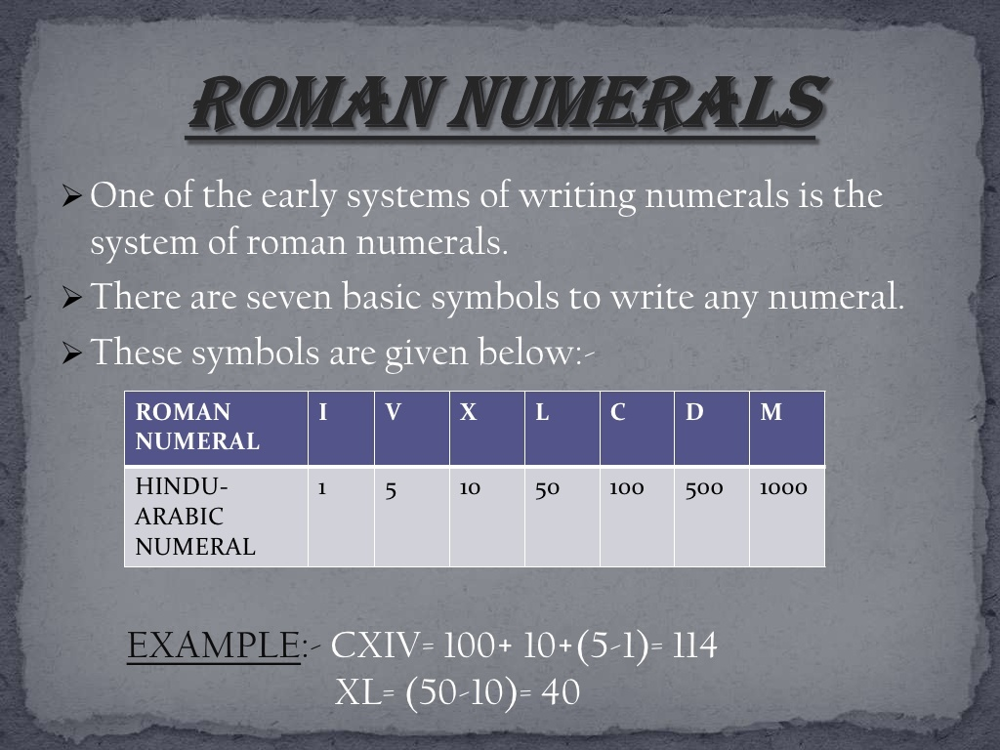 ROMAN NUMERALS
➢ One of the early systems of writing numerals is the
system of roman numerals.
➢ There are seven basic symbols to write any numeral.
➢ These symbols are given below:-
ROMAN NUMERAL I V X L C D M
HINDU-ARABIC NUMERAL 1 5 10 50 100 500 1000
EXAMPLE:- CXIV= 100+ 10+(5-1)= 114
XL= (50-10)= 40